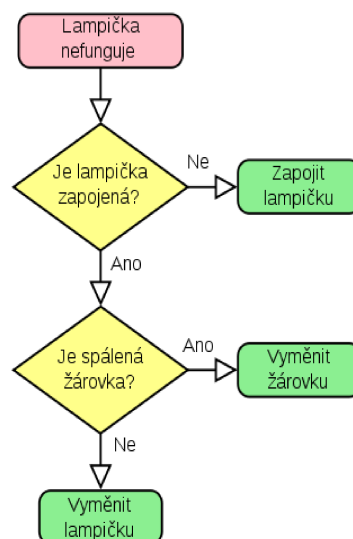 Lampička
nefunguje
Je lampička
zapojená?
Ne
Zapojit
lampičku
Ano
Je spálená
žárovka?
Ano
Vyměnit
žárovku
Ne
Vyměnit
lampičku